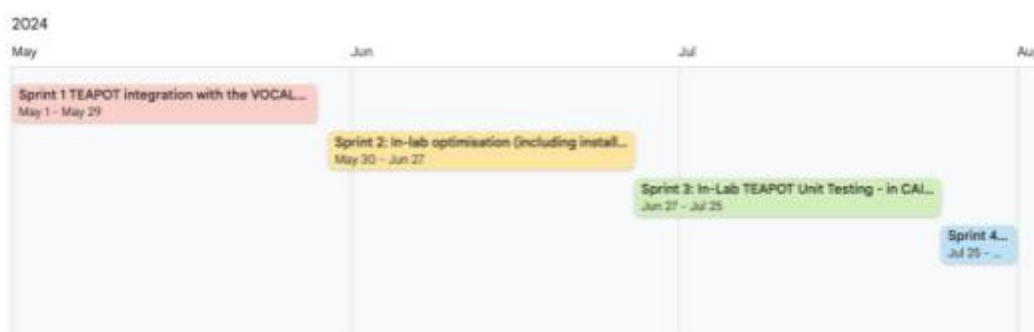 2024
May Jun Jul Au
Sprint 1 TEAPOT integration with the VOCAL...
May 1 - May 29
Sprint 2: In-lab optimisation (including install...
May 30 - Jun 27
Sprint 3: In-Lab TEAPOT Unit Testing - in CAI...
Jun 27 - Jul 25
Sprint 4...
Jul 25 - ...